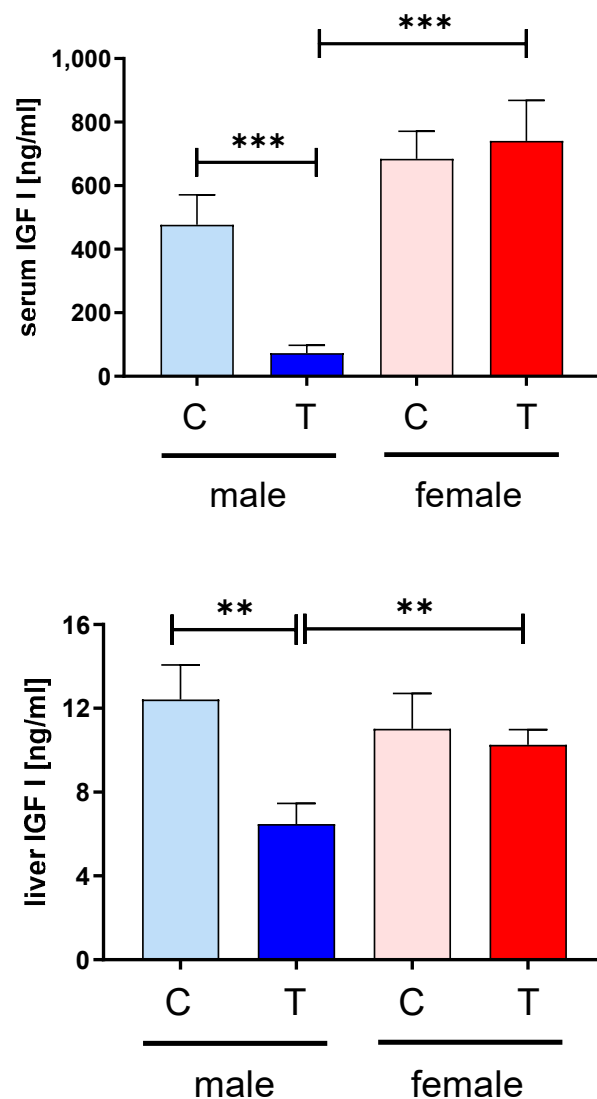 ***
1,000
***
800
600
400
200
0
serum IGF I [ng/ml]
C T C T
male female
** **
16
12
8
4
0
liver IGF I [ng/ml]
C T C T
male female